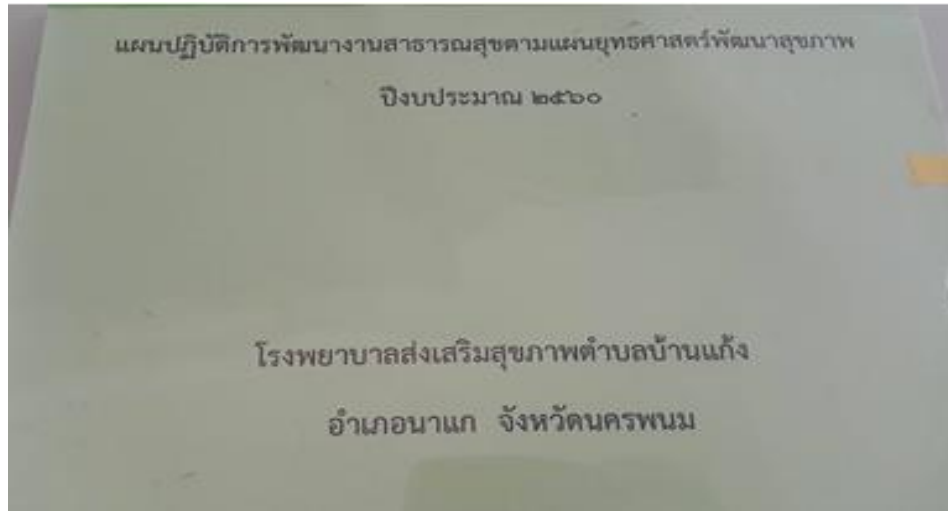 แผนปฏิบัติการพัฒนางานสาธารณสุขตามแผนยุทธศาสตร์พัฒนาสุขภาพ
ปีงบประมาณ ๒๕๖๐
โรงพยาบาลส่งเสริมสุขภาพตำบลบ้านแก้ง
อำเภอนาแก จังหวัดนครพนม